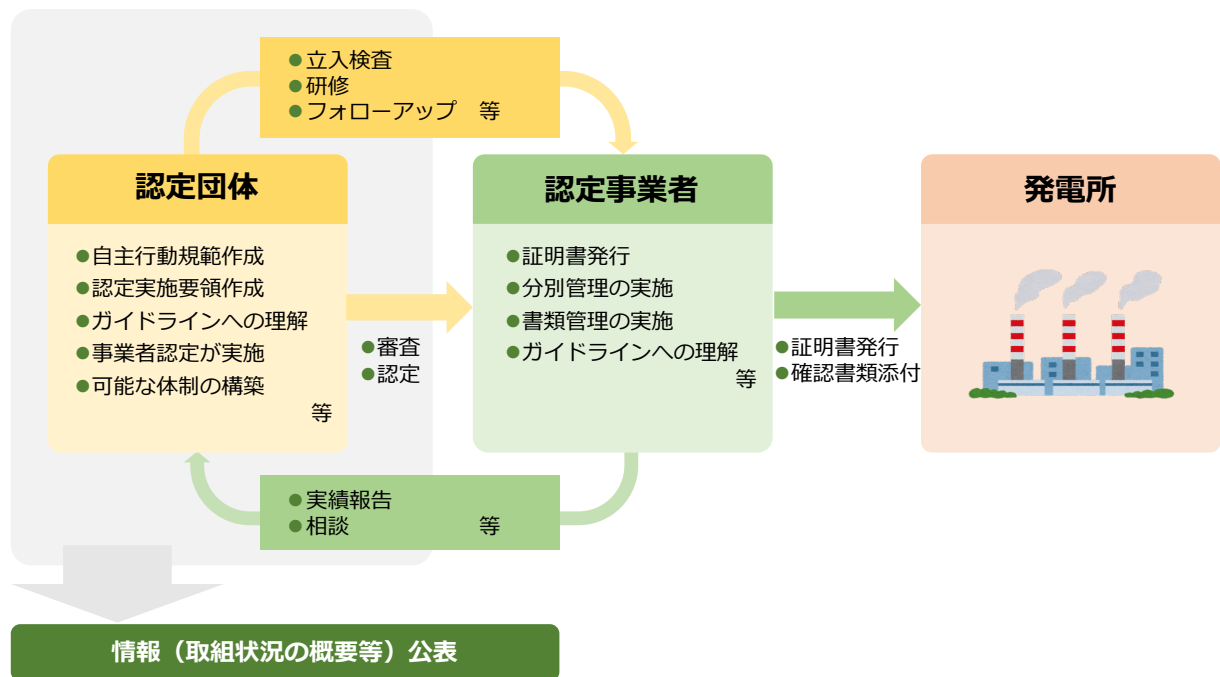 ●立入検査
●研修
●フォローアップ 等
認定団体
●自主行動規範作成
●認定実施要領作成
●ガイドラインへの理解
●事業者認定が実施
●可能な体制の構築
等
●審査
●認定
認定事業者
●証明書発行
●分別管理の実施
●書類管理の実施
●ガイドラインへの理解
等
●証明書発行
●確認書類添付
発電所
●実績報告
●相談 等
情報（取組状況の概要等）公表